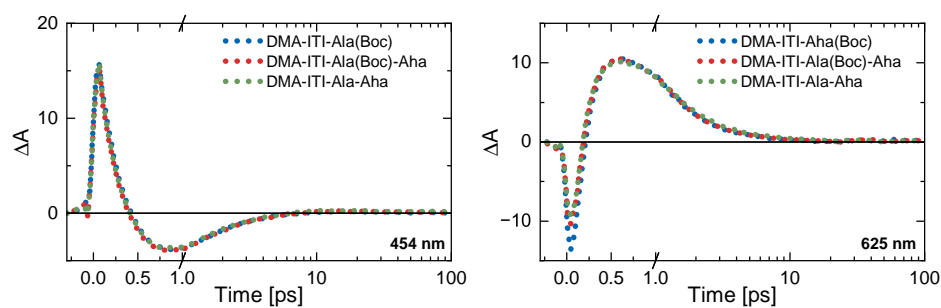 20
10
0
ΔA
DMA-ITI-Ala(Boc)
DMA-ITI-Ala(Boc)-Aha
DMA-ITI-Ala-Aha
454 nm
0.0 0.5 1.0 10 100
Time [ps]
10
0
−10
ΔA
DMA-ITI-Aha(Boc)
DMA-ITI-Ala(Boc)-Aha
DMA-ITI-Ala-Aha
625 nm
0.0 0.5 1.0 10 100
Time [ps]